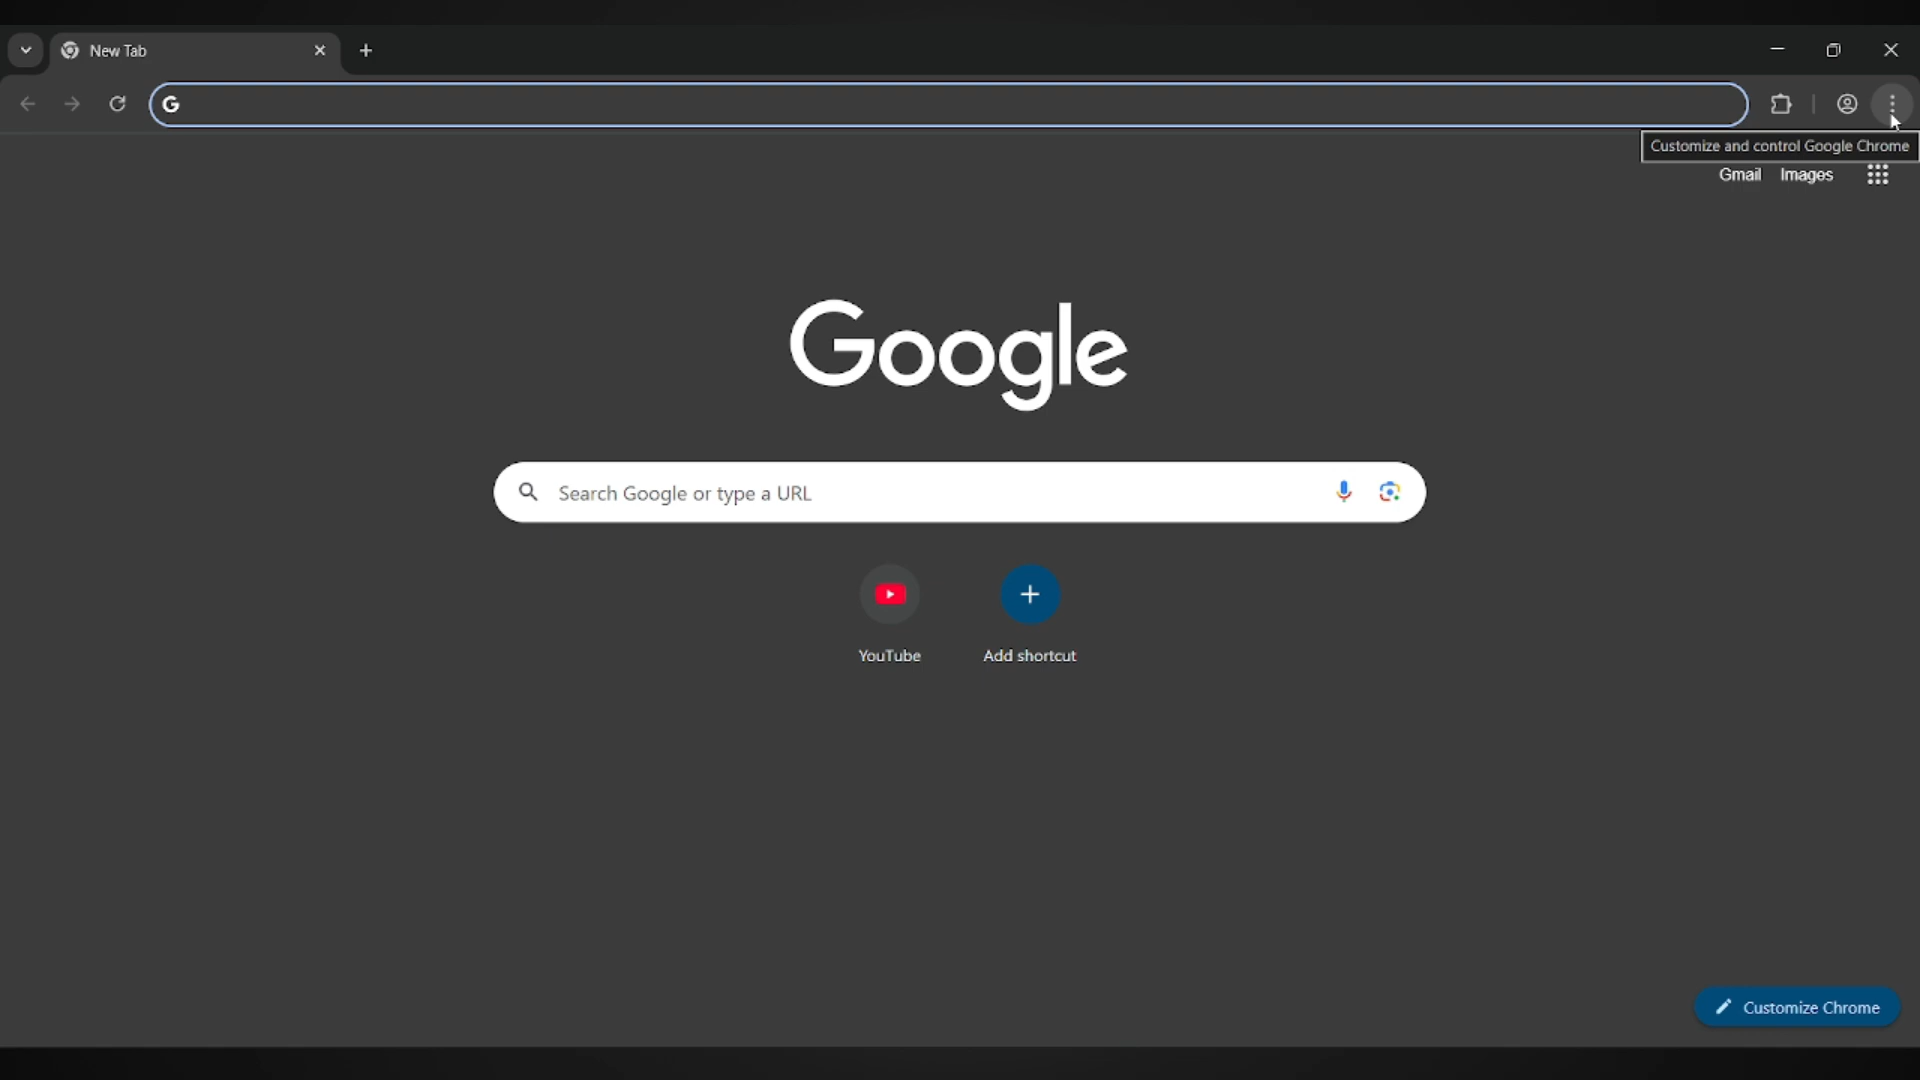 New Tab
Customize and control Google Chrome
Gmail Images
Google
Search Google or type a URL
YouTube
Add shortcut
Customize Chrome